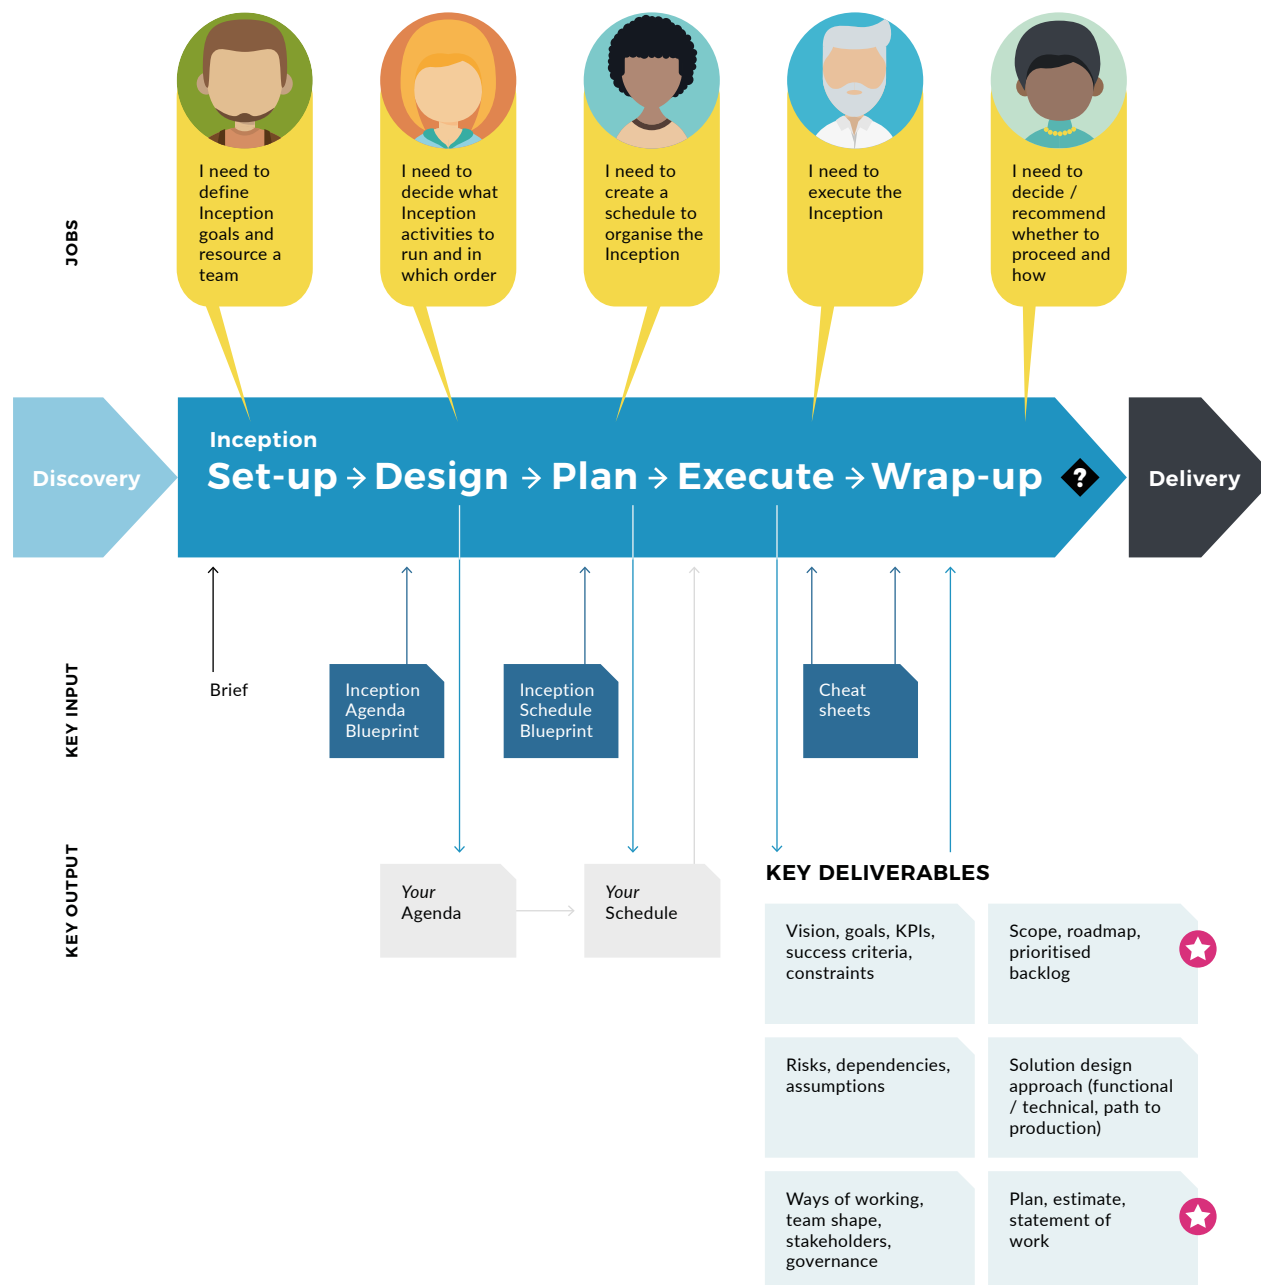 JOBS
I need to
define
Inception
goals and
resource a
team
I need to
decide what
Inception
activities to
run and in
which order
I need to
create a
schedule to
organise the
Inception
I need to
execute the
Inception
I need to
decide /
recommend
whether to
proceed and
how
Discovery
Inception
Set-up → Design → Plan → Execute → Wrap-up
?
Delivery
KEY INPUT
Brief
Inception
Agenda
Blueprint
Inception
Schedule
Blueprint
Cheat
sheets
KEY OUTPUT
Your
Agenda
Your
Schedule
KEY DELIVERABLES
Vision, goals, KPIs,
success criteria,
constraints
Scope, roadmap,
prioritised
backlog
Risks, dependencies,
assumptions
Solution design
approach (functional
/ technical, path to
production)
Ways of working,
team shape,
stakeholders,
governance
Plan, estimate,
statement of
work